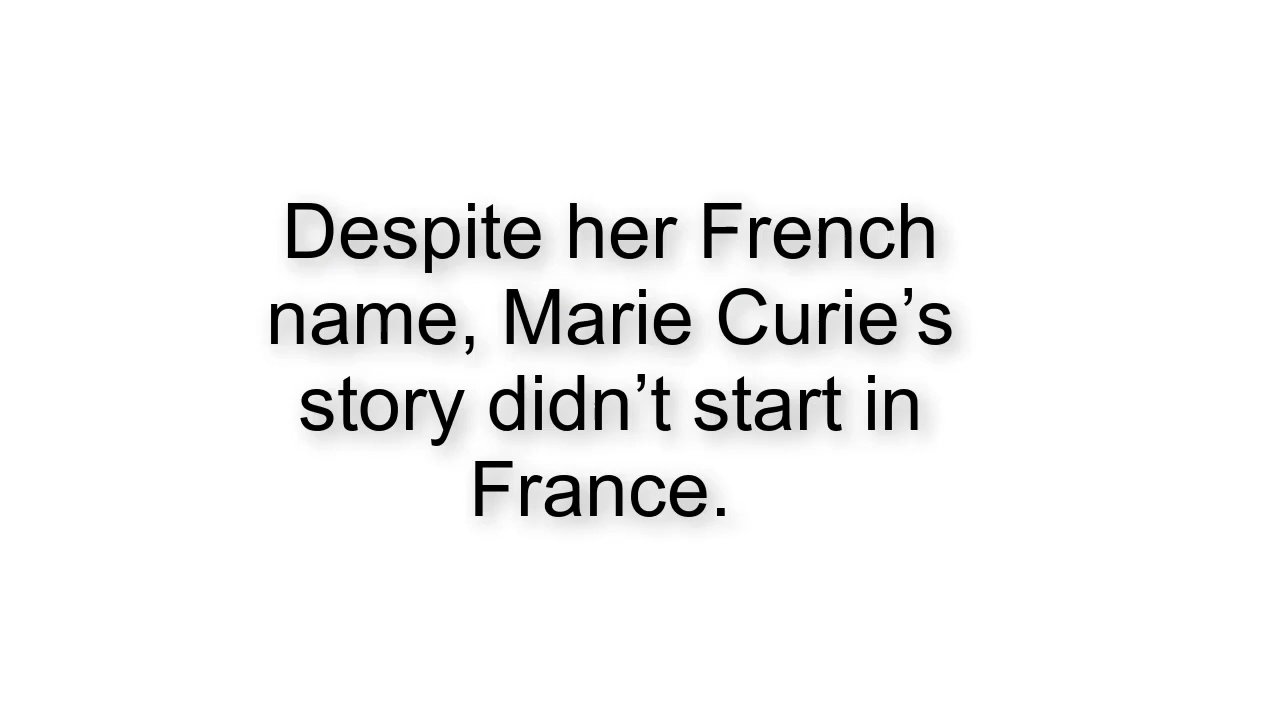 Despite her French
name, Marie Curie’s
story didn’t start in
France.